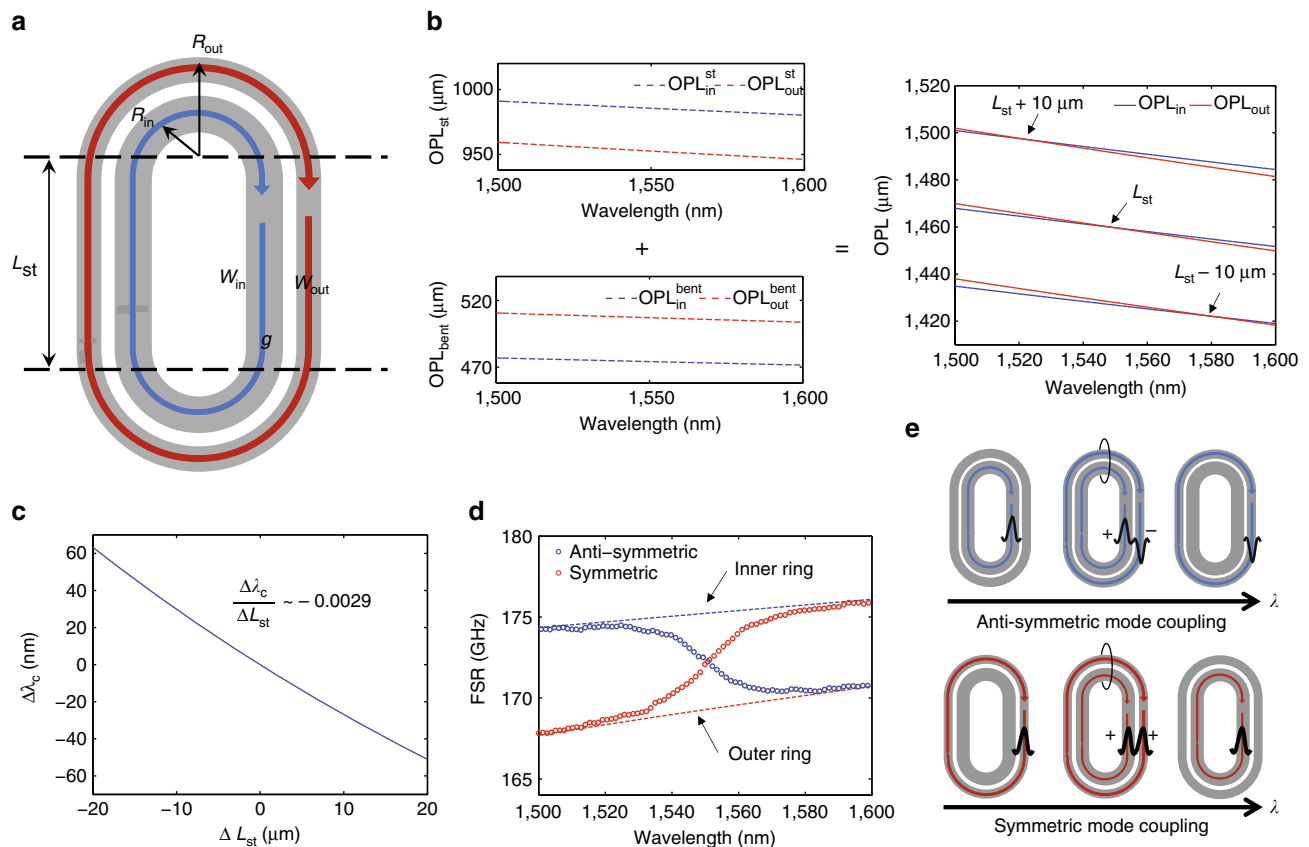 a
R_out
R_in
L_st
W_in
W_out
g
b
OPL_in^st
OPL_out^st
1000
950
OPL_st (μm)
1,500
1,550
1,600
Wavelength (nm)
+
OPL_in^bent
OPL_out^bent
520
470
OPL_bent (μm)
1,500
1,550
1,600
Wavelength (nm)
=
1,520
1,500
1,480
1,460
1,440
1,420
OPL (μm)
L_st + 10 μm
OPL_in
OPL_out
L_st
L_st − 10 μm
1,500
1,520
1,540
1,560
1,580
1,600
Wavelength (nm)
c
60
40
20
0
−20
−40
−60
Δλ_c (nm)
Δλ_c
ΔL_st
~ − 0.0029
−20
−10
0
10
20
Δ L_st (μm)
d
180
175
170
165
FSR (GHz)
Anti−symmetric
Symmetric
Inner ring
Outer ring
1,500
1,520
1,540
1,560
1,580
1,600
Wavelength (nm)
e
+
−
λ
Anti-symmetric mode coupling
+
+
λ
Symmetric mode coupling